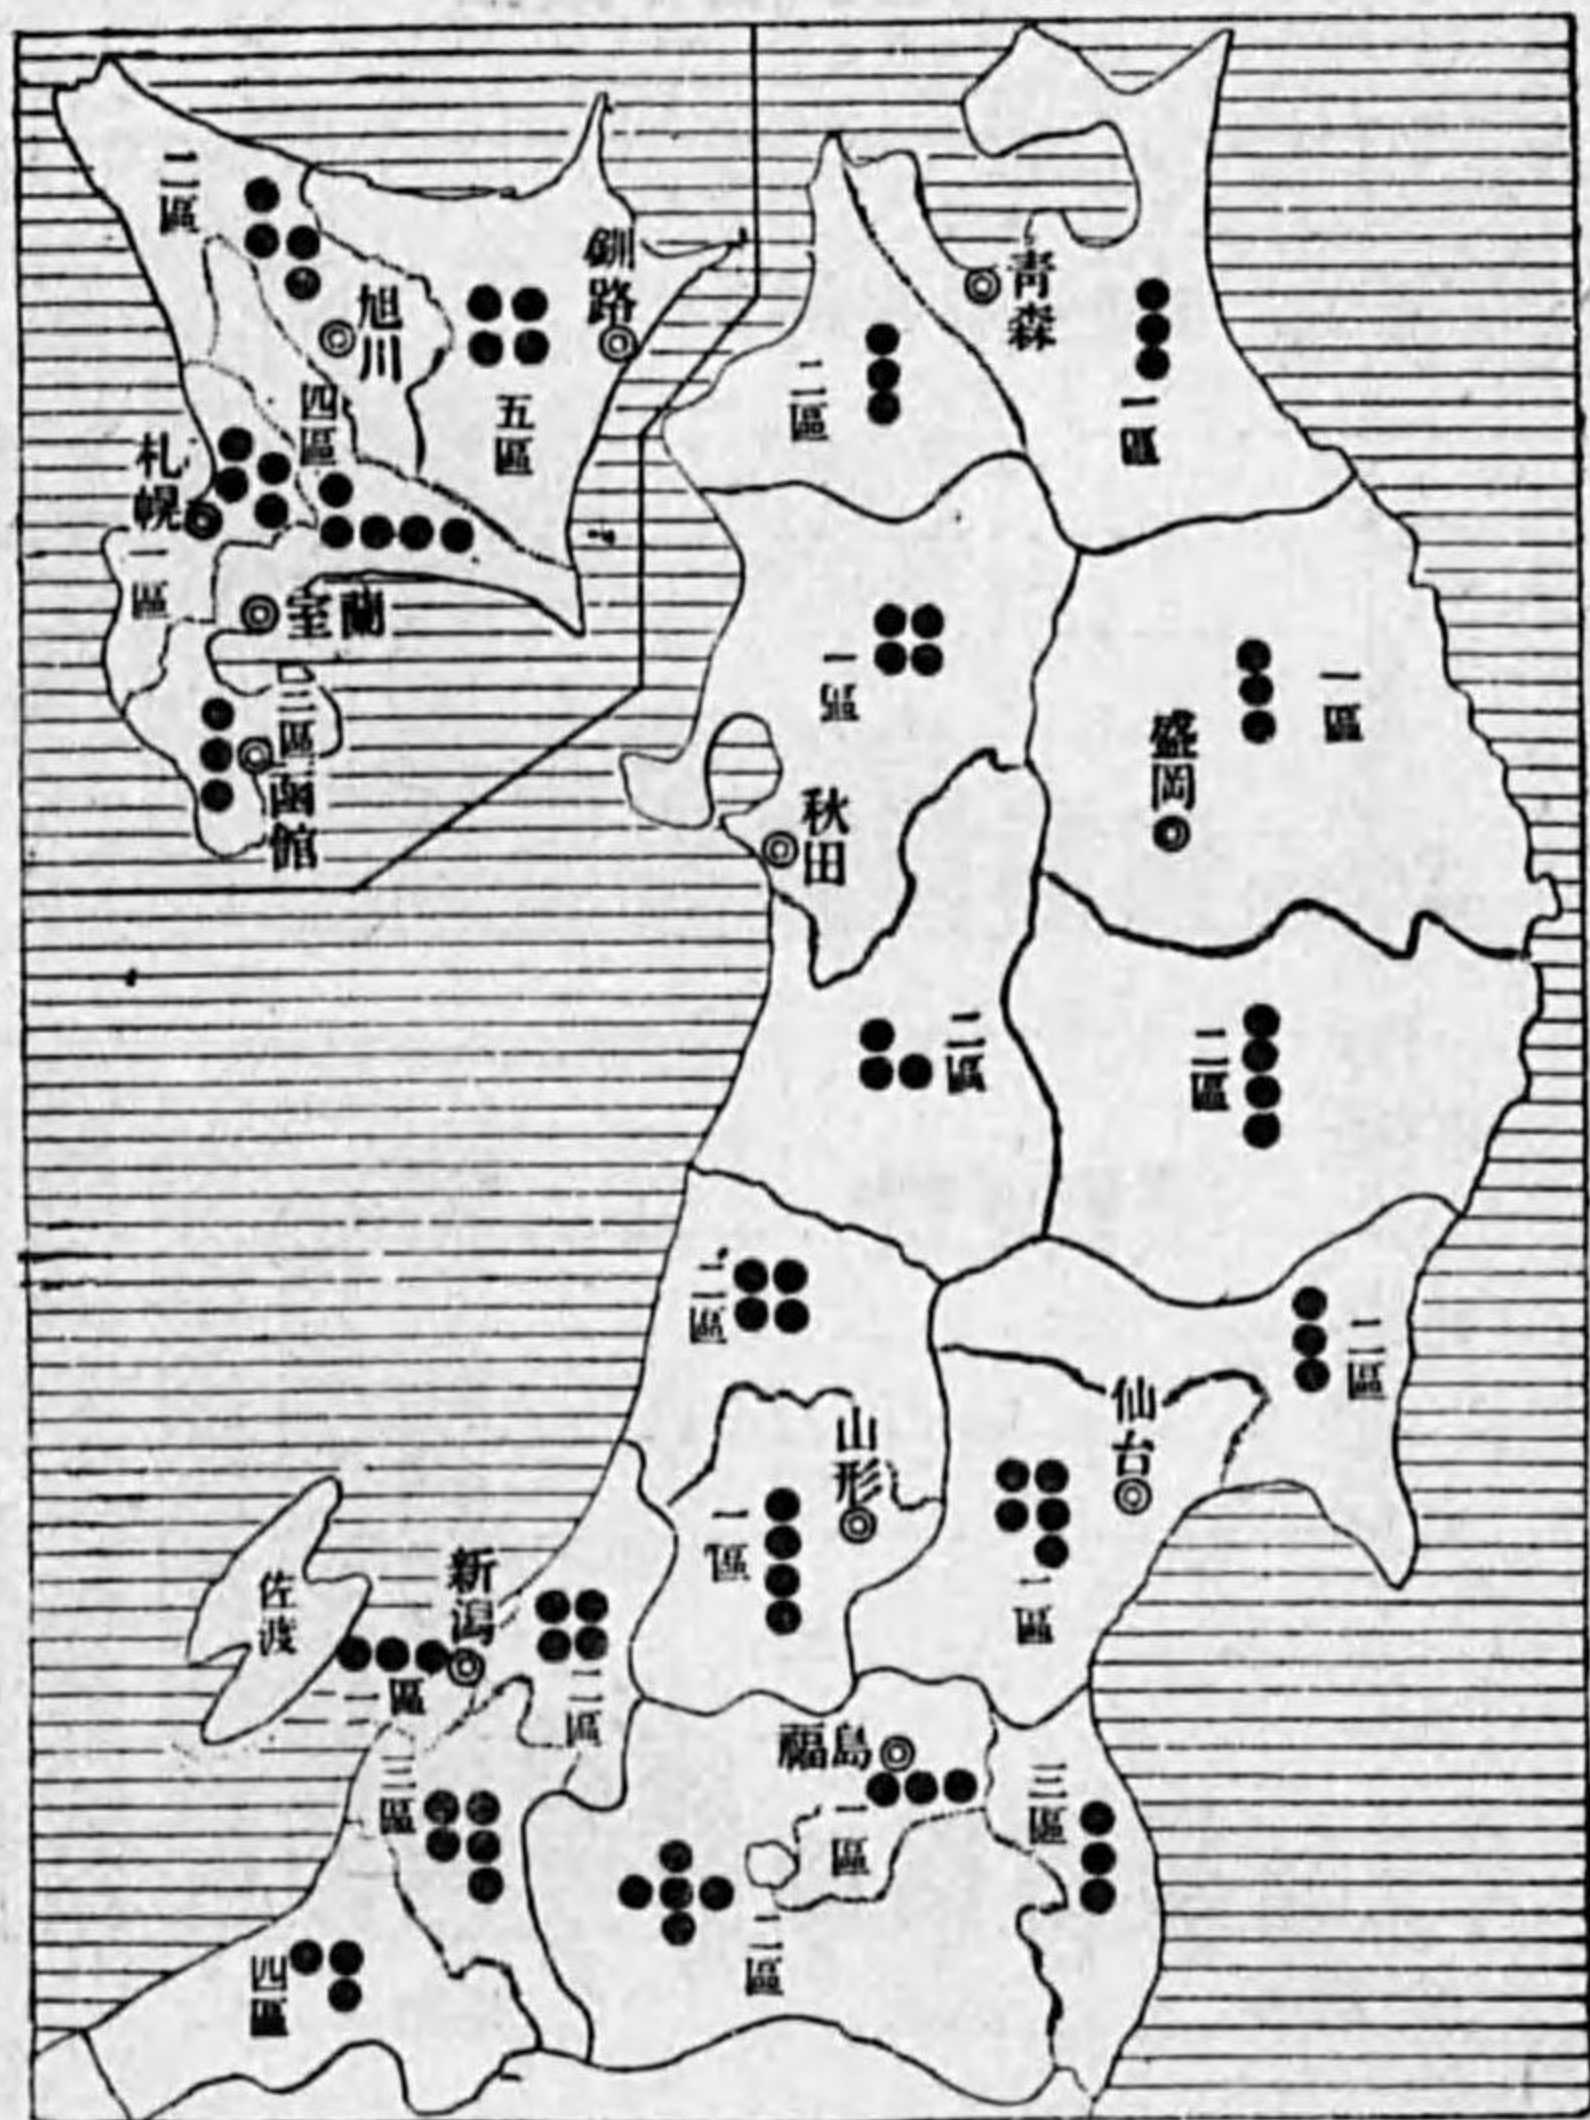 二區
旭川
釧路
五區
四區
札幌
一區
室蘭
三區
函館
青森
一區
二區
一區
秋田
盛岡
一區
二區
二區
二區
山形
一區
仙台
二區
一區
佐渡
新潟
一區
二區
三區
四區
福島
一區
二區
三區